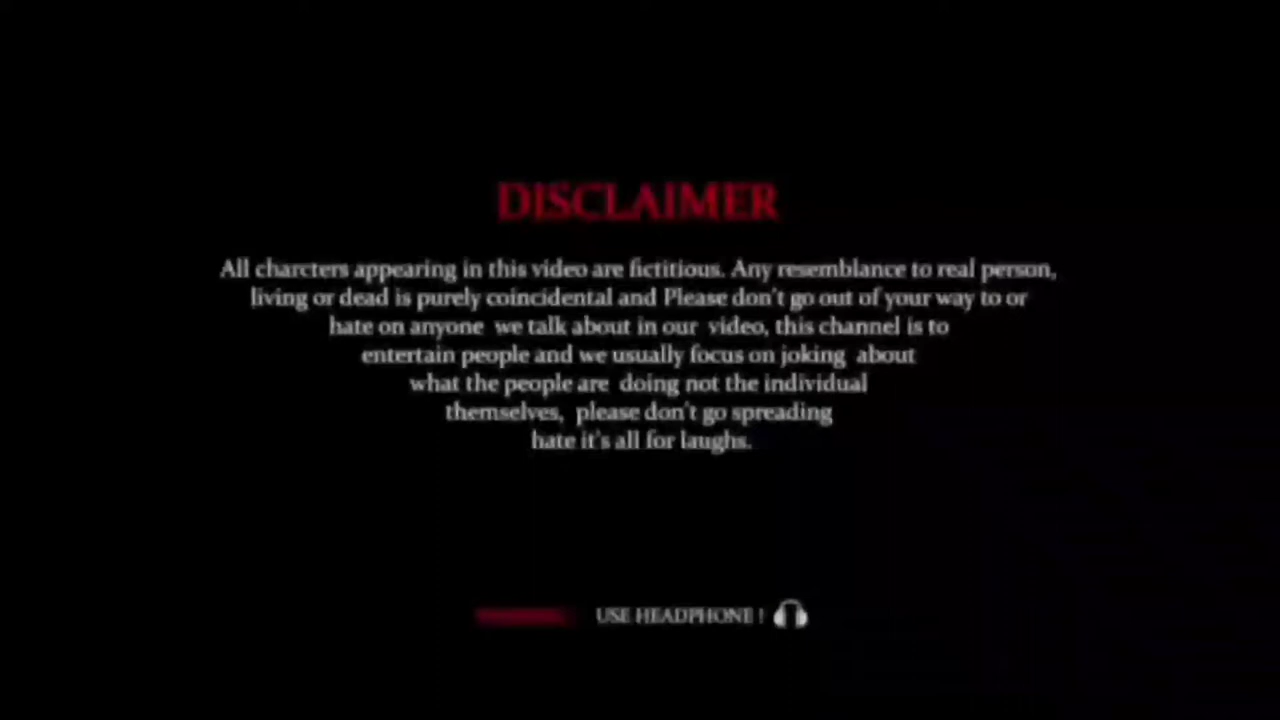 DISCLAIMER
All charcters appearing in this video are fictitious. Any resemblance to real person,
living or dead is purely coincidental and Please don't go out of your way to or
hate on anyone we talk about in our video, this channel is to
entertain people and we usually focus on joking about
what the people are doing not the individual
themselves, please don't go spreading
hate it's all for laughs.
USE HEADPHONE !